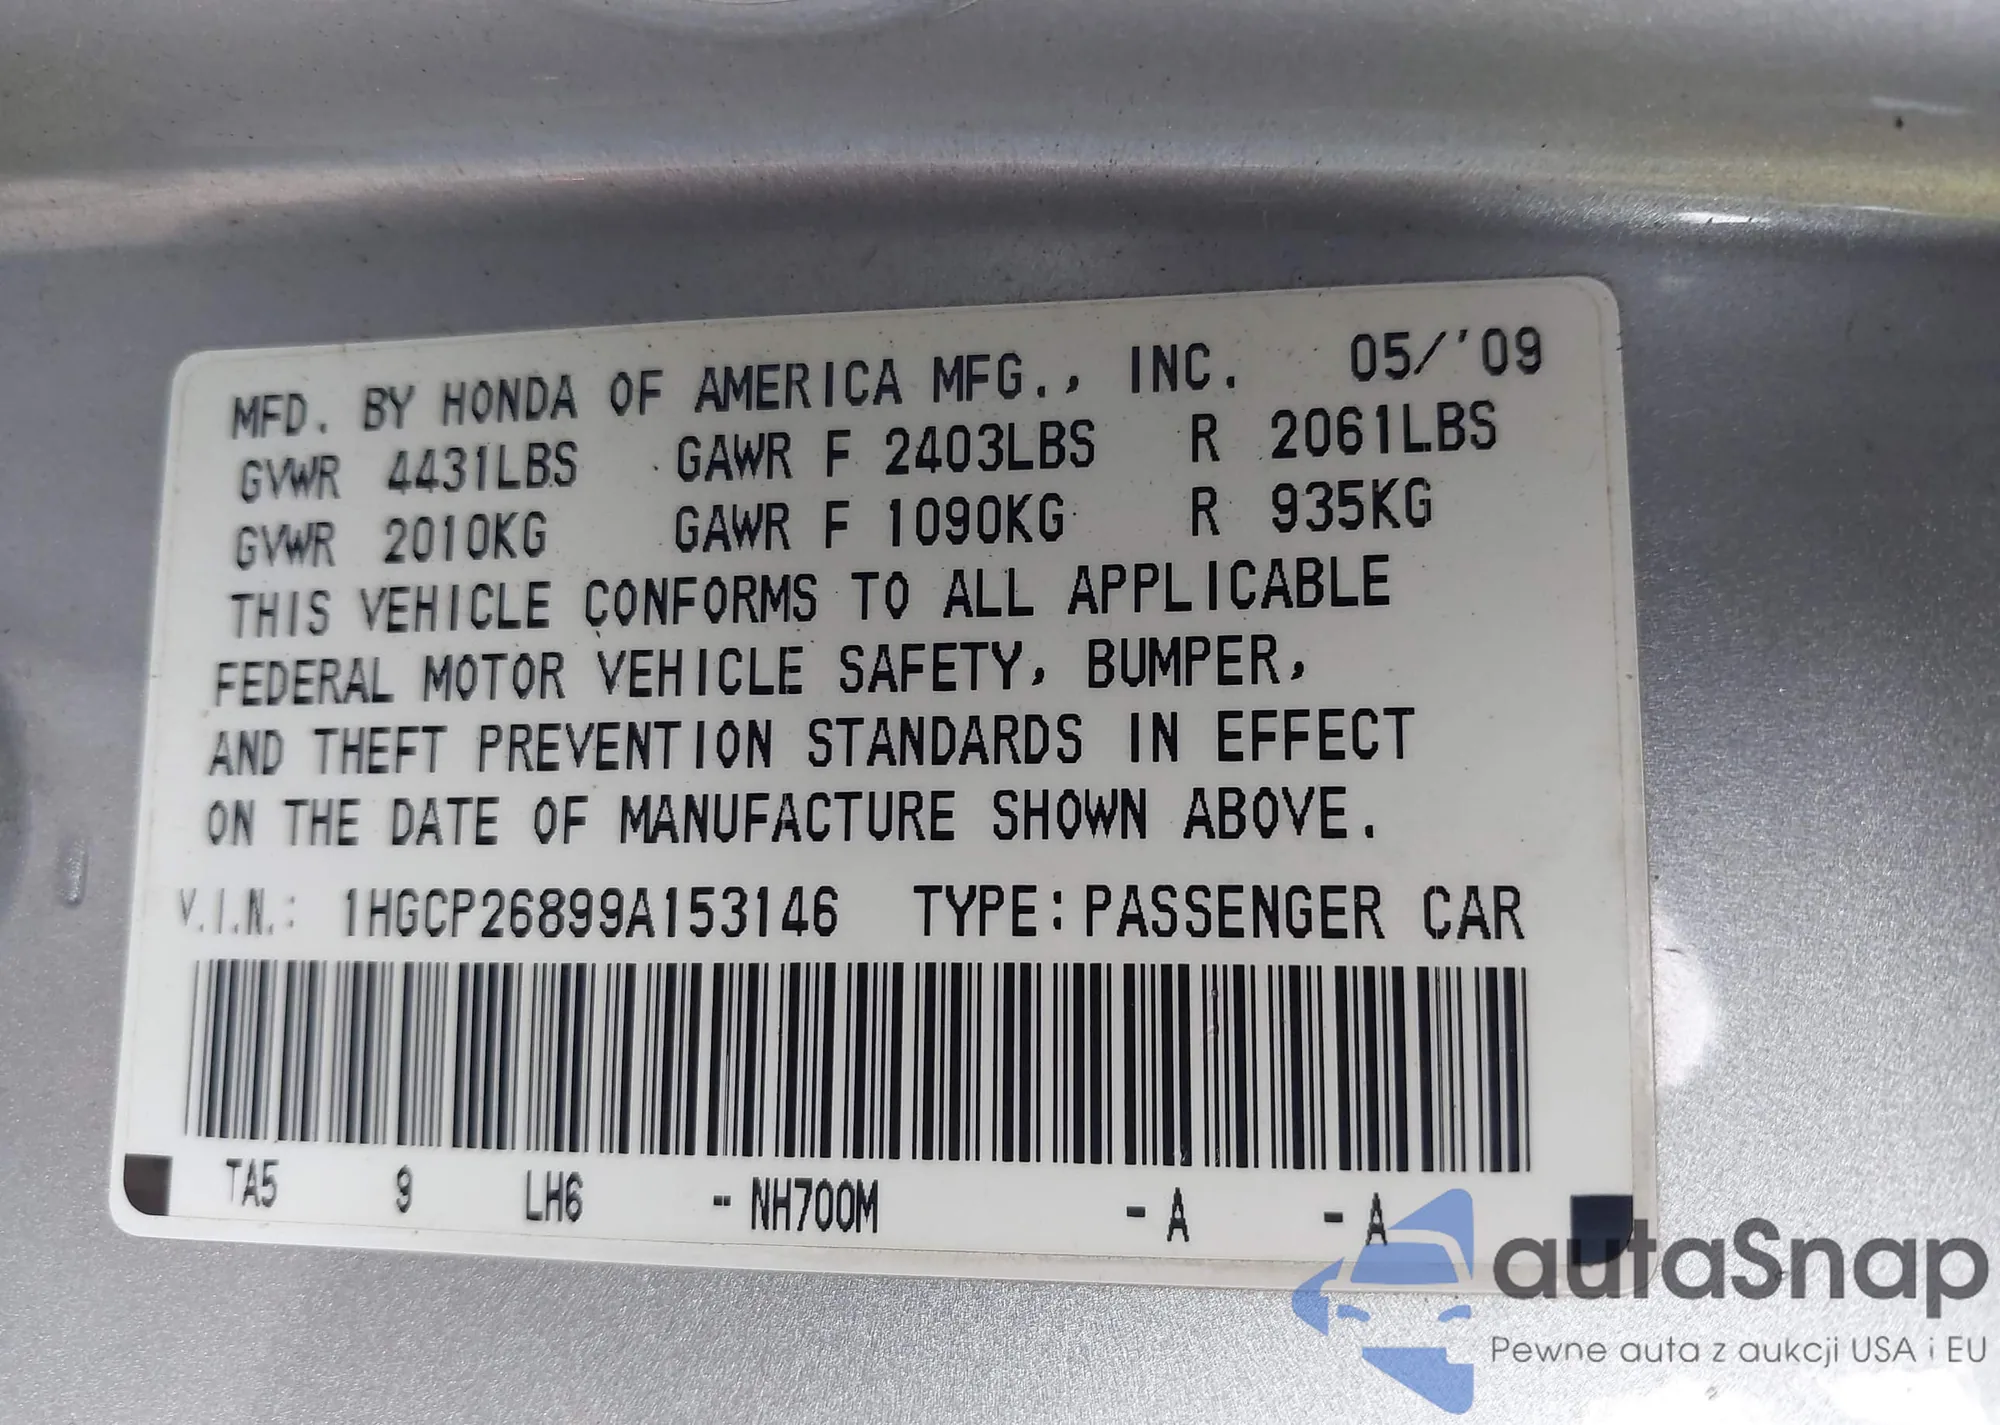 MFD. BY HONDA OF AMERICA MFG., INC. 05/'09
GVWR 4431LBS GAWR F 2403LBS R 2061LBS
GVWR 2010KG GAWR F 1090KG R 935KG
THIS VEHICLE CONFORMS TO ALL APPLICABLE
FEDERAL MOTOR VEHICLE SAFETY, BUMPER,
AND THEFT PREVENTION STANDARDS IN EFFECT
ON THE DATE OF MANUFACTURE SHOWN ABOVE.
V.I.N.: 1HGCP26899A153146 TYPE:PASSENGER CAR
TA5 9 LH6 - NH700M - A - A
autaSnap
Pewne auta z aukcji USA i EU